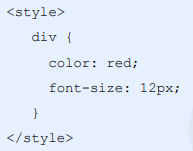 <style>
div {
color: red;
font-size: 12px;
}
</style>